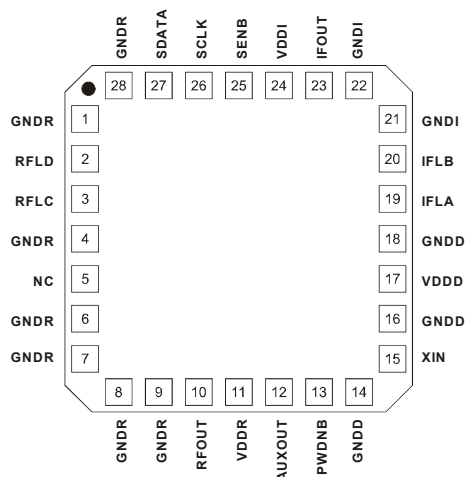 GNDR SDATA SCLK SENB VDDI IFOUT GNDI
28 27 26 25 24 23 22
GNDR 1 21 GNDI
RFLD 2 20 IFLB
RFLC 3 19 IFLA
GNDR 4 18 GNDD
NC 5 17 VDDD
GNDR 6 16 GNDD
GNDR 7 15 XIN
8 9 10 11 12 13 14
GNDR GNDR RFOUT VDDR AUXOUT PWDNB GNDD